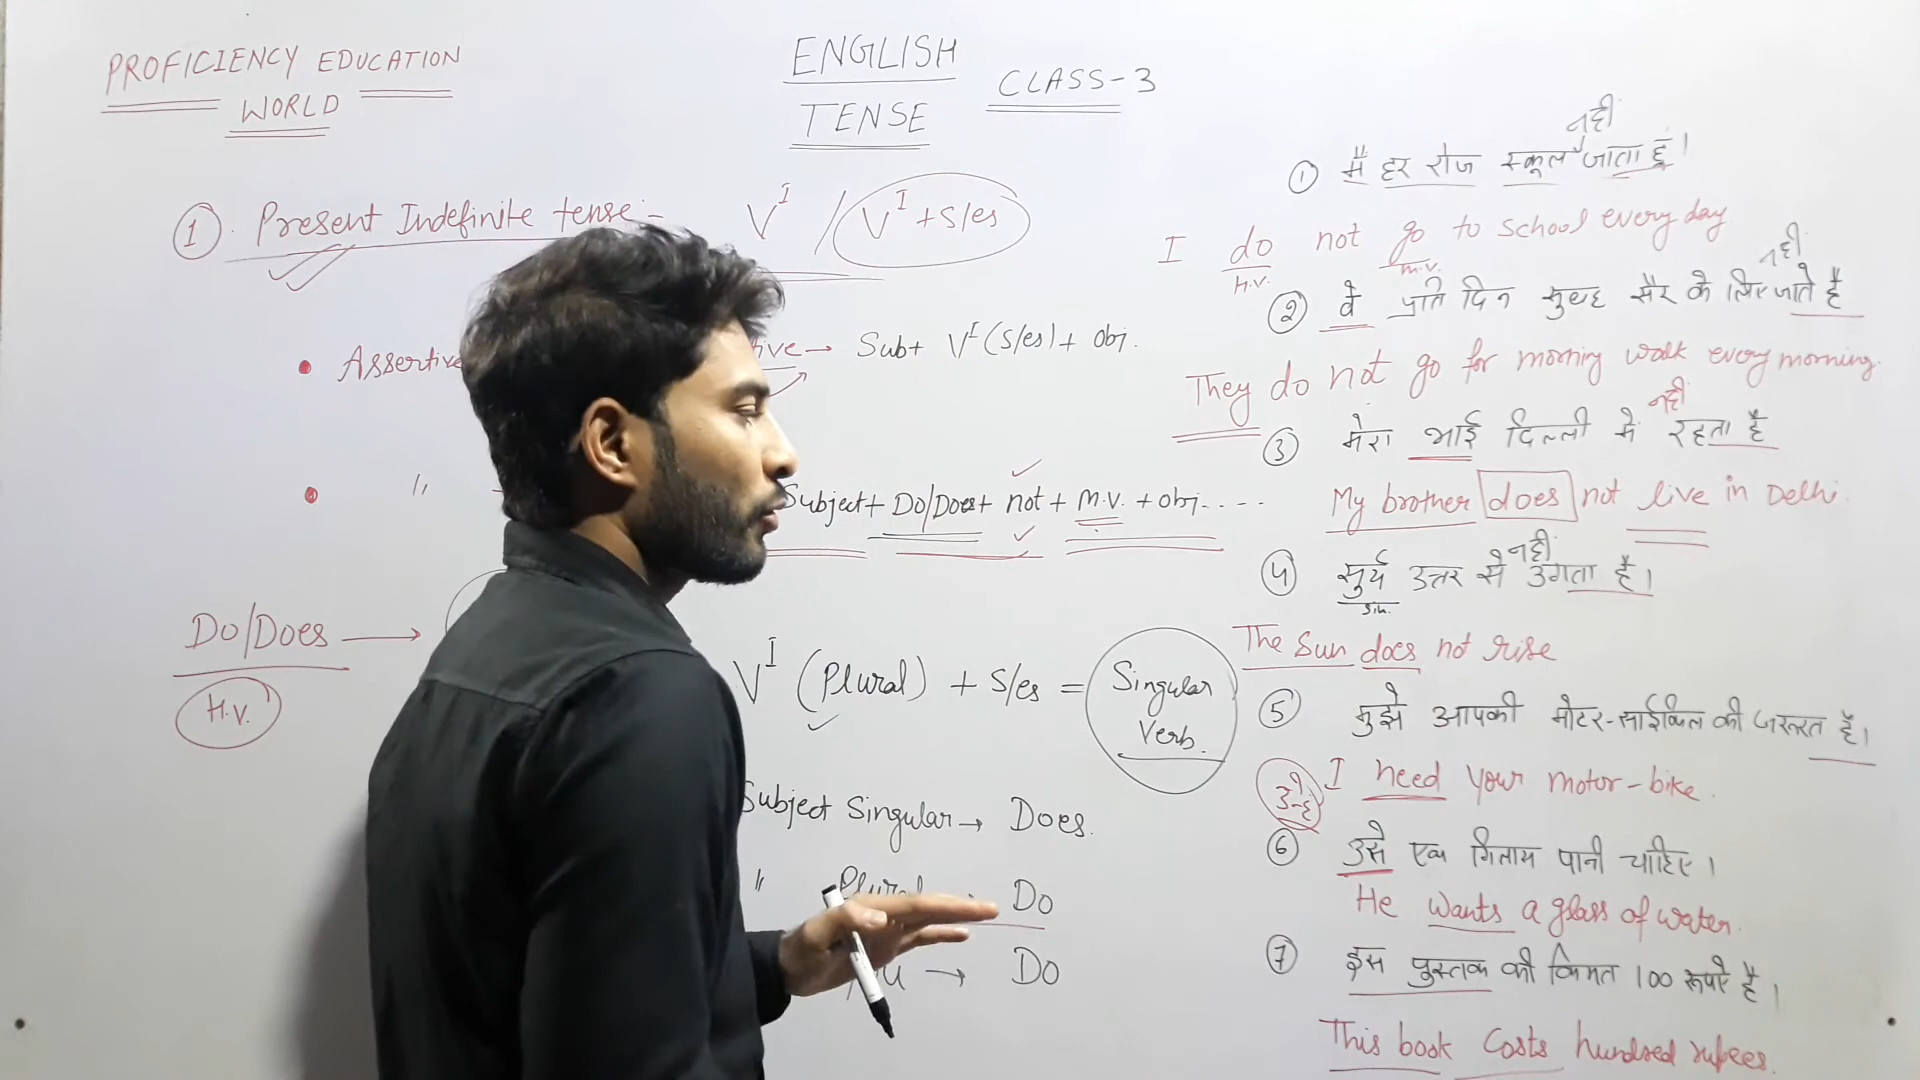 PROFICIENCY EDUCATION
WORLD
ENGLISH
TENSE
CLASS-3
① Present Indefinite tense:- V I / V I + S/es
• Assertive
ive → Sub + V I (S/es) + Obj.
• "
Subject + Do/Does + not + m.v. + obj.....
Do/Does →
H.V.
V I (Plural) + S/es = Singular Verb.
Subject Singular → Does.
" Plural Do
→ Do
नही
① मैं हर रोज स्कूल जाता हूं।
I do not go to school every day
H.V. m.v.
नही
② वे प्रति दिन सुबह सैर के लिए जाते है
They do not go for morning walk every morning.
नही
③ मेरा भाई दिल्ली मे रहता है
My brother does not live in Delhi.
नही
④ सुर्य उत्तर से उगता है।
Sin.
The Sun does not rise
⑤ मुझे आपकी मोटर-साईकिल की जरूरत है।
I need your motor-bike.
⑥ उसे एक गिलास पानी चाहिए।
He wants a glass of water.
⑦ इस पुस्तक की किमत 100 रूपये है।
This book costs hundred rupees.